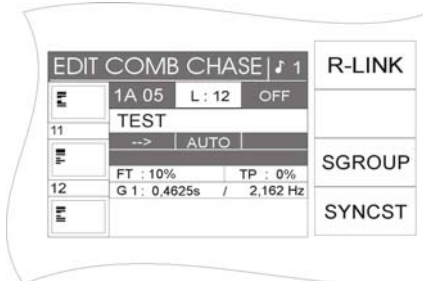 EDIT COMB CHASE ♪ 1
R-LINK
1A 05 L : 12 OFF
TEST
11
--> AUTO
SGROUP
FT : 10% TP : 0%
12
G 1 : 0,4625s / 2,162 Hz
SYNCST